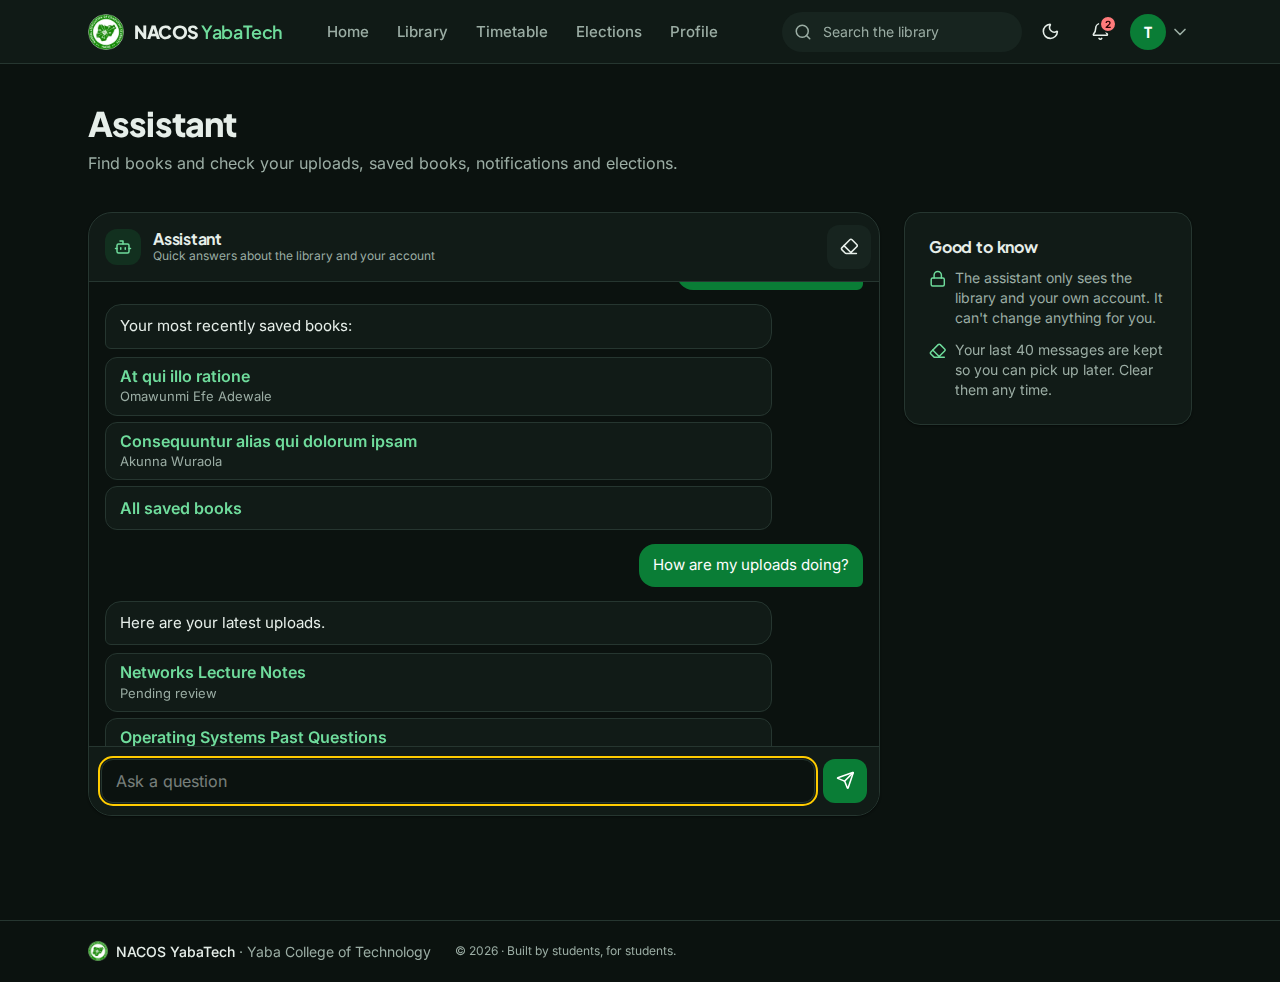 NACOS YabaTech
Home
Library
Timetable
Elections
Profile
Search the library
2
T
Assistant
Find books and check your uploads, saved books, notifications and elections.
Assistant
Quick answers about the library and your account
Your most recently saved books:
At qui illo ratione
Omawunmi Efe Adewale
Consequuntur alias qui dolorum ipsam
Akunna Wuraola
All saved books
How are my uploads doing?
Here are your latest uploads.
Networks Lecture Notes
Pending review
Operating Systems Past Questions
Ask a question
Good to know
The assistant only sees the
library and your own account. It
can't change anything for you.
Your last 40 messages are kept
so you can pick up later. Clear
them any time.
NACOS YabaTech · Yaba College of Technology
© 2026 · Built by students, for students.